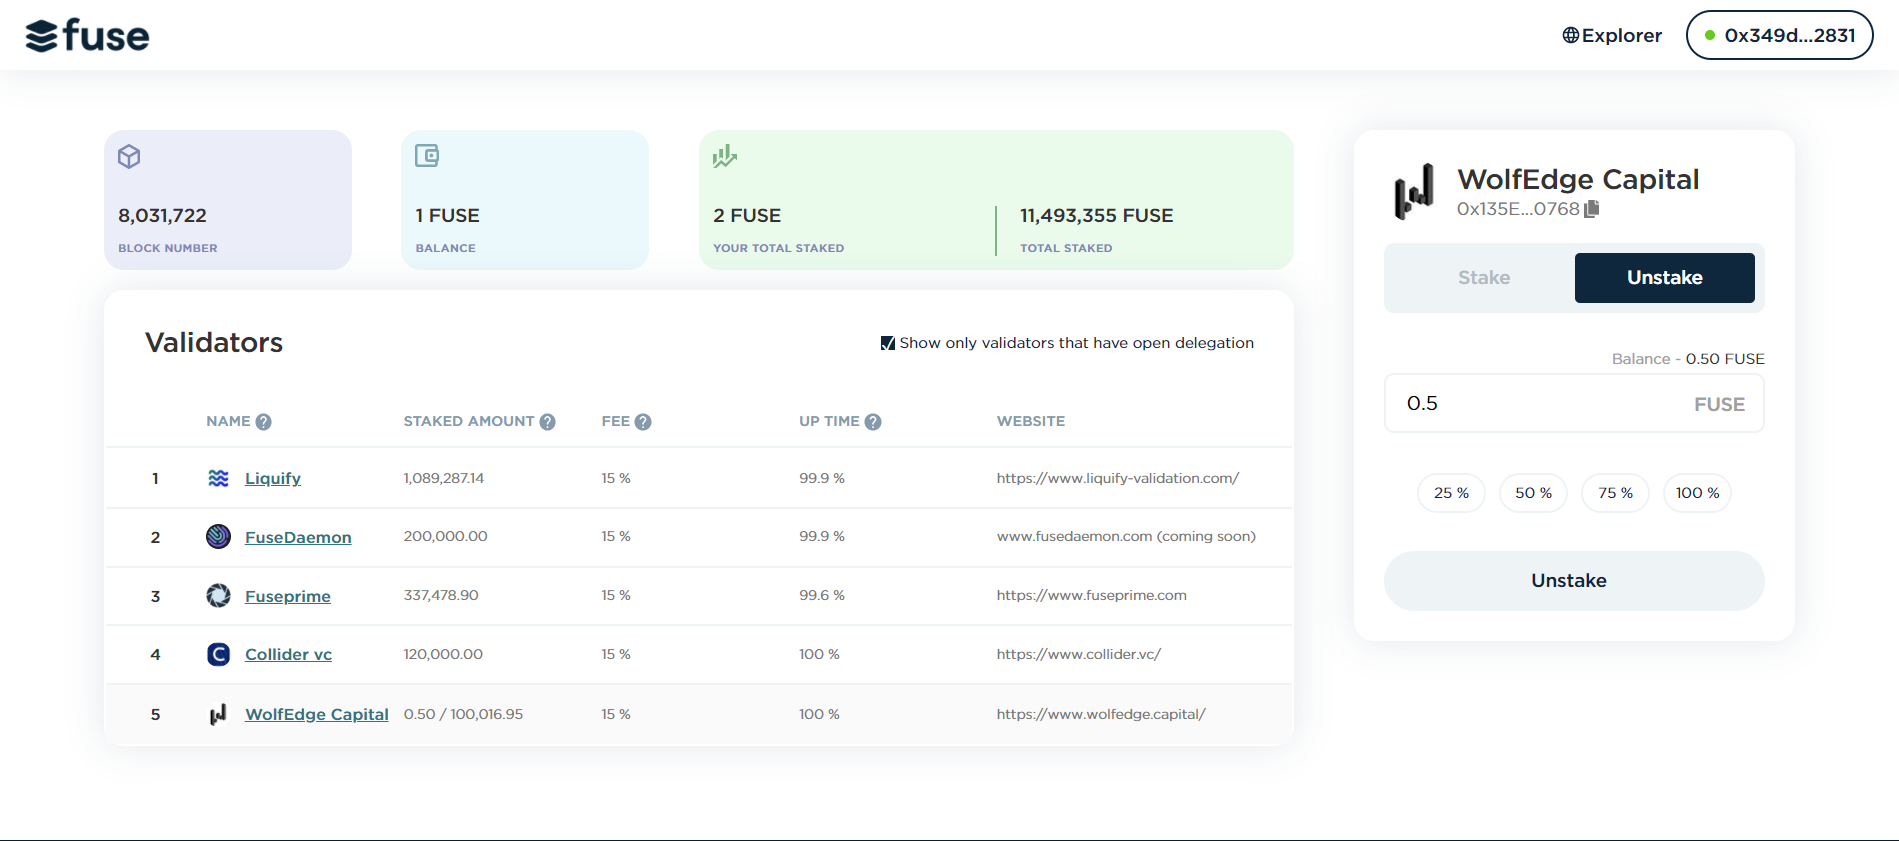 fuse
Explorer
0x349d...2831
8,031,722
BLOCK NUMBER
1 FUSE
BALANCE
2 FUSE
YOUR TOTAL STAKED
11,493,355 FUSE
TOTAL STAKED
Validators
Show only validators that have open delegation
NAME ? STAKED AMOUNT ? FEE ? UP TIME ? WEBSITE
1 Liquify 1,089,287.14 15 % 99.9 % https://www.liquify-validation.com/
2 FuseDaemon 200,000.00 15 % 99.9 % www.fusedaemon.com (coming soon)
3 Fuseprime 337,478.90 15 % 99.6 % https://www.fuseprime.com
4 C Collider vc 120,000.00 15 % 100 % https://www.collider.vc/
5 WolfEdge Capital 0.50 / 100,016.95 15 % 100 % https://www.wolfedge.capital/
WolfEdge Capital
0x135E...0768
Stake Unstake
Balance - 0.50 FUSE
0.5 FUSE
25 % 50 % 75 % 100 %
Unstake